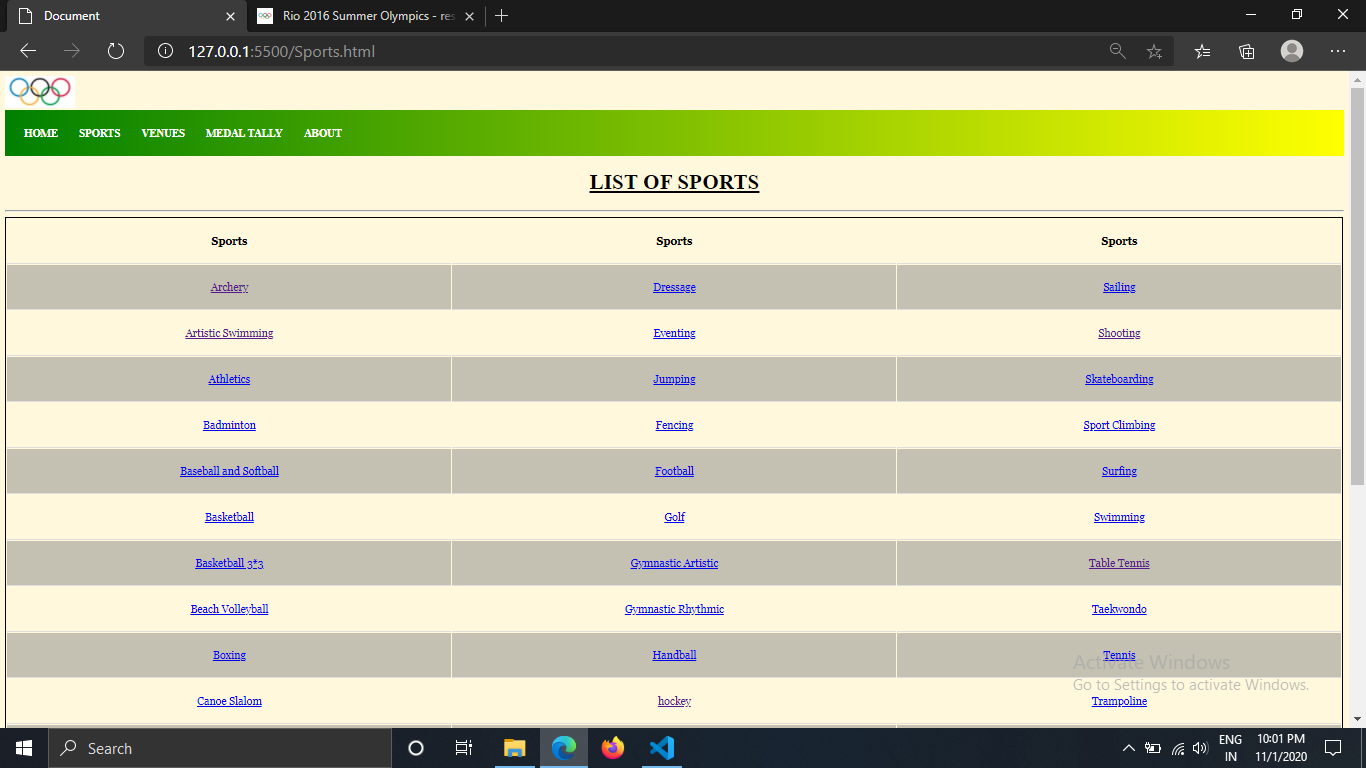 Document
Rio 2016 Summer Olympics - res
127.0.0.1:5500/Sports.html
HOME SPORTS VENUES MEDAL TALLY ABOUT
LIST OF SPORTS
Sports Sports Sports
Archery Dressage Sailing
Artistic Swimming Eventing Shooting
Athletics Jumping Skateboarding
Badminton Fencing Sport Climbing
Baseball and Softball Football Surfing
Basketball Golf Swimming
Basketball 3*3 Gymnastic Artistic Table Tennis
Beach Volleyball Gymnastic Rhythmic Taekwondo
Boxing Handball Tennis
Canoe Slalom hockey Trampoline
Activate Windows
Go to Settings to activate Windows.
Search
ENG
IN
10:01 PM
11/1/2020